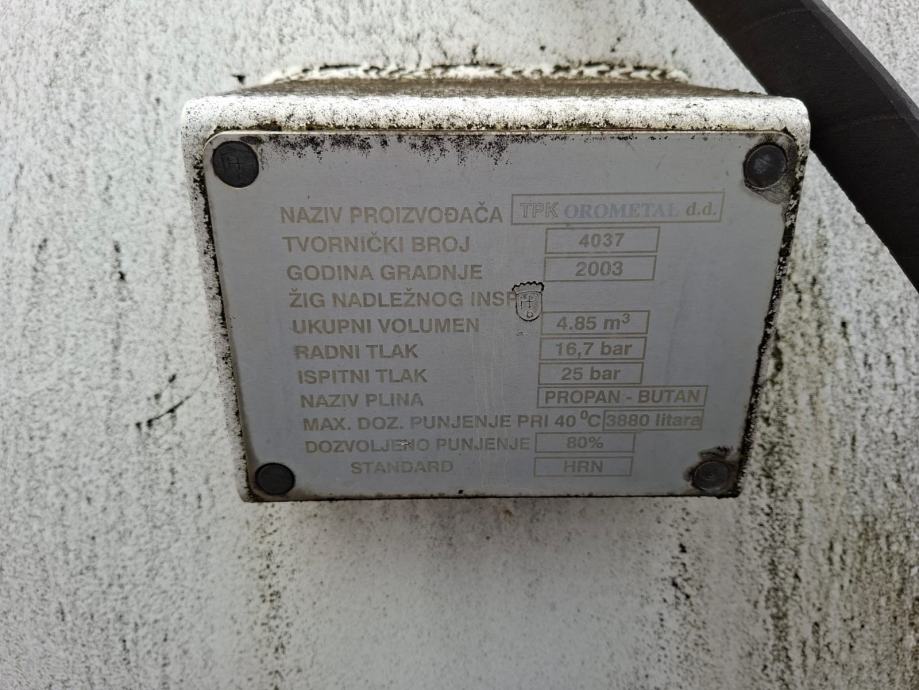 NAZIV PROIZVOĐAČA TPK OROMETAL d.d.
TVORNIČKI BROJ 4037
GODINA GRADNJE 2003
ŽIG NADLEŽNOG INSP
UKUPNI VOLUMEN 4.85 m³
RADNI TLAK 16,7 bar
ISPITNI TLAK 25 bar
NAZIV PLINA PROPAN - BUTAN
MAX. DOZ. PUNJENJE PRI 40 °C 3880 litara
DOZVOLJENO PUNJENJE 80%
STANDARD HRN